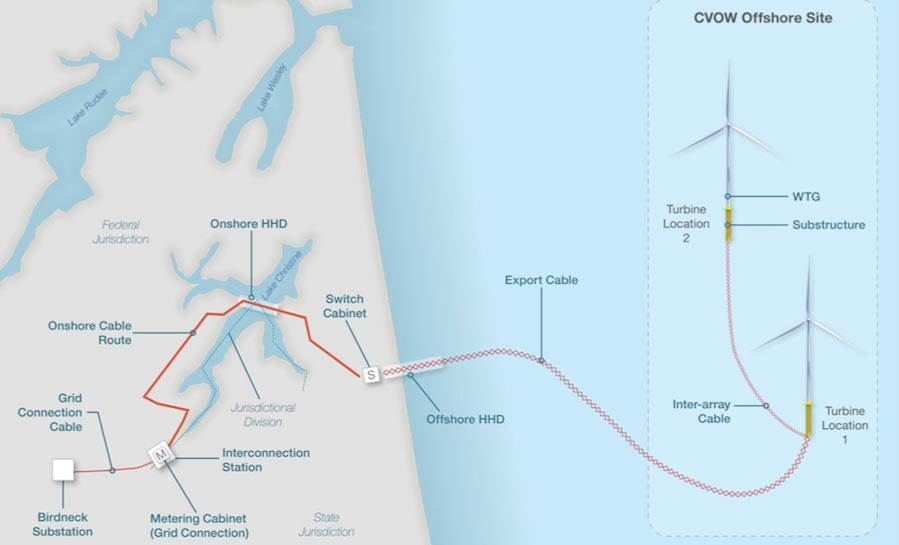 CVOW Offshore Site
Lake Rudee
Lake Wesley
WTG
Turbine
Location
2
Substructure
Federal
Jurisdiction
Onshore HHD
Lake Christine
Switch
Cabinet
Export Cable
Onshore Cable
Route
S
Offshore HHD
Grid
Connection
Cable
Jurisdictional
Division
Inter-array
Cable
Turbine
Location
1
M
Interconnection
Station
Birdneck
Substation
Metering Cabinet
(Grid Connection)
State
Jurisdiction